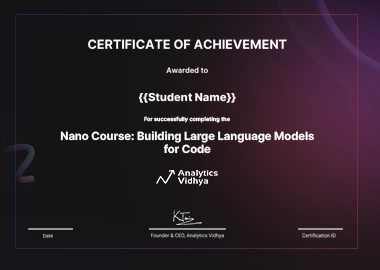 CERTIFICATE OF ACHIEVEMENT
Awarded to
{{Student Name}}
For successfully completing the
Nano Course: Building Large Language Models
for Code
Analytics
Vidhya
Date
Founder & CEO, Analytics Vidhya
Certification ID